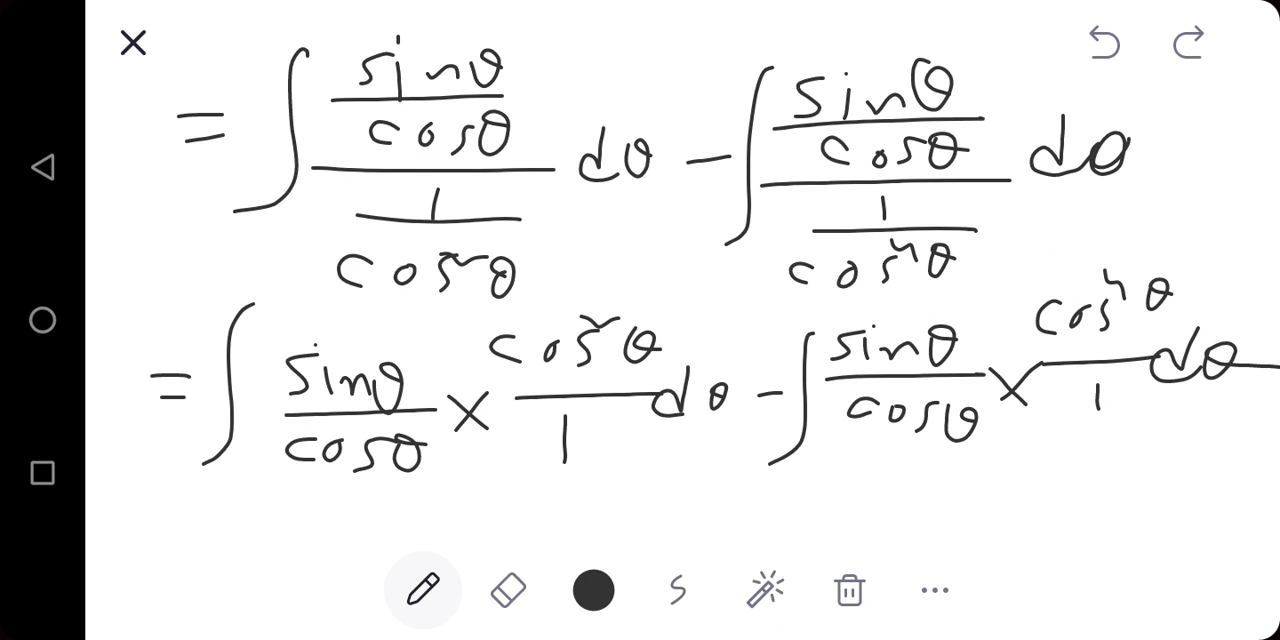 = ∫ (sinθ/cosθ)/(1/cos²θ) dθ − ∫ (sinθ/cosθ)/(1/cos⁴θ) dθ
= ∫ sinθ/cosθ × cos²θ/1 dθ − ∫ sinθ/cosθ × cos⁴θ/1 dθ